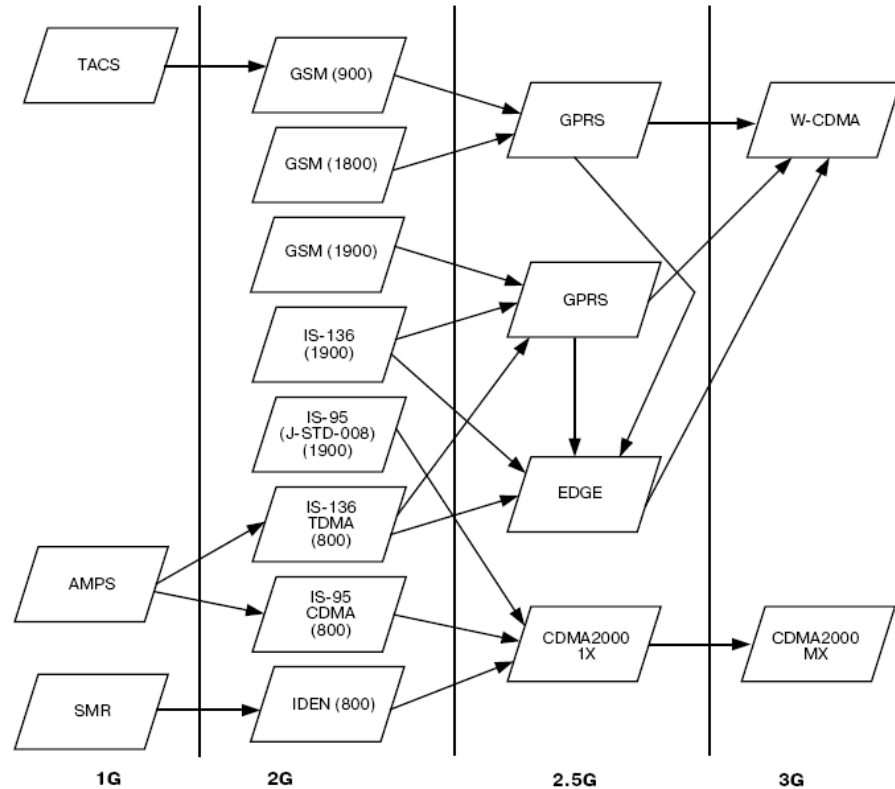 TACS
GSM (900)
GPRS
W-CDMA
GSM (1800)
GSM (1900)
GPRS
IS-136
(1900)
IS-95
(J-STD-008)
(1900)
EDGE
IS-136
TDMA
(800)
AMPS
IS-95
CDMA
(800)
CDMA2000
1X
CDMA2000
MX
SMR
IDEN (800)
1G
2G
2.5G
3G